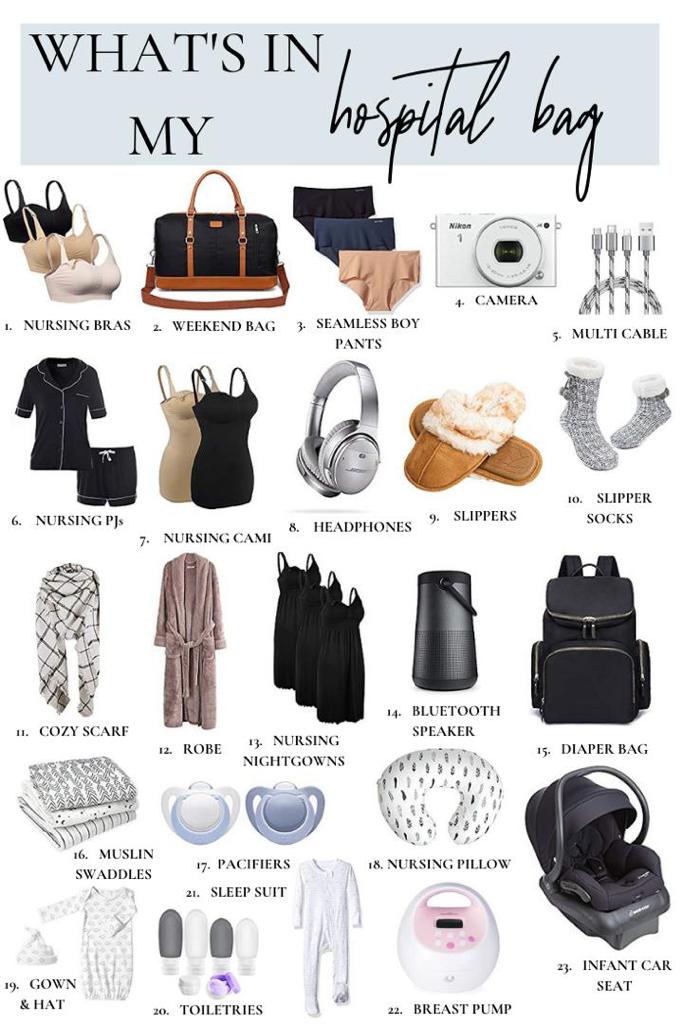 WHAT'S IN
MY
hospital bag
Nikon
1
1. NURSING BRAS
2. WEEKEND BAG
3. SEAMLESS BOY
PANTS
4. CAMERA
5. MULTI CABLE
BOSE
6. NURSING PJs
7. NURSING CAMI
8. HEADPHONES
9. SLIPPERS
10. SLIPPER
SOCKS
11. COZY SCARF
12. ROBE
13. NURSING
NIGHTGOWNS
14. BLUETOOTH
SPEAKER
15. DIAPER BAG
16. MUSLIN
SWADDLES
17. PACIFIERS
18. NURSING PILLOW
21. SLEEP SUIT
19. GOWN
& HAT
20. TOILETRIES
22. BREAST PUMP
23. INFANT CAR
SEAT